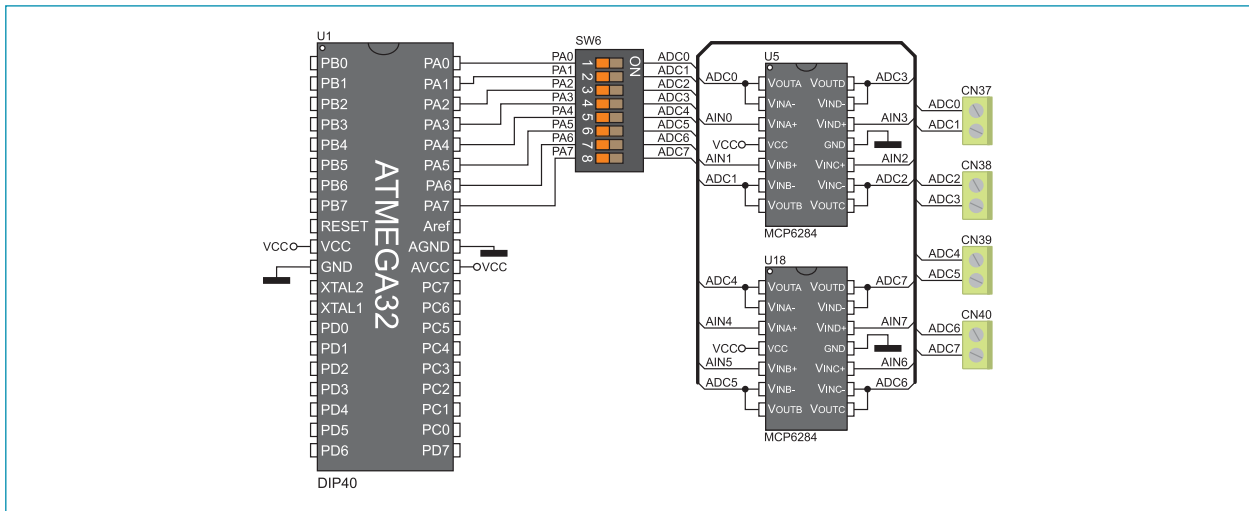 U1
PB0
PB1
PB2
PB3
PB4
PB5
PB6
PB7
RESET
VCC
GND
XTAL2
XTAL1
PD0
PD1
PD2
PD3
PD4
PD5
PD6
VCC
ATMEGA32
PA0
PA1
PA2
PA3
PA4
PA5
PA6
PA7
Aref
AGND
AVCC
PC7
PC6
PC5
PC4
PC3
PC2
PC1
PC0
PD7
VCC
DIP40
SW6
PA0
PA1
PA2
PA3
PA4
PA5
PA6
PA7
1
2
3
4
5
6
7
8
ON
ADC0
ADC1
ADC2
ADC3
ADC4
ADC5
ADC6
ADC7
U5
ADC0
AIN0
VCC
AIN1
ADC1
VOUTA
VINA-
VINA+
VCC
VINB+
VINB-
VOUTB
VOUTD
VIND-
VIND+
GND
VINC+
VINC-
VOUTC
ADC3
AIN3
AIN2
ADC2
MCP6284
U18
ADC4
AIN4
VCC
AIN5
ADC5
VOUTA
VINA-
VINA+
VCC
VINB+
VINB-
VOUTB
VOUTD
VIND-
VIND+
GND
VINC+
VINC-
VOUTC
ADC7
AIN7
AIN6
ADC6
MCP6284
CN37
ADC0
ADC1
CN38
ADC2
ADC3
CN39
ADC4
ADC5
CN40
ADC6
ADC7